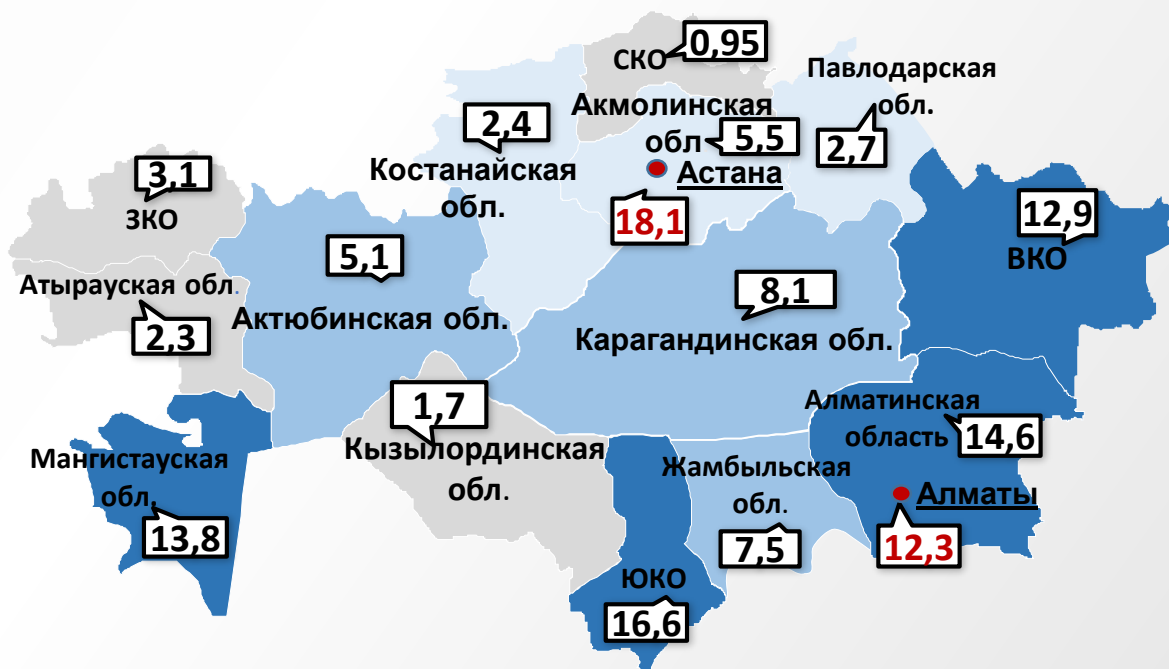 СКО
0,95
Павлодарская
обл.
2,7
Акмолинская
обл
5,5
2,4
Костанайская
обл.
Астана
18,1
3,1
ЗКО
12,9
ВКО
5,1
Актюбинская обл.
Атырауская обл.
2,3
8,1
Карагандинская обл.
1,7
Кызылординская
обл.
Алматинская
область
14,6
Мангистауская
обл.
13,8
Жамбыльская
обл.
7,5
Алматы
12,3
ЮКО
16,6